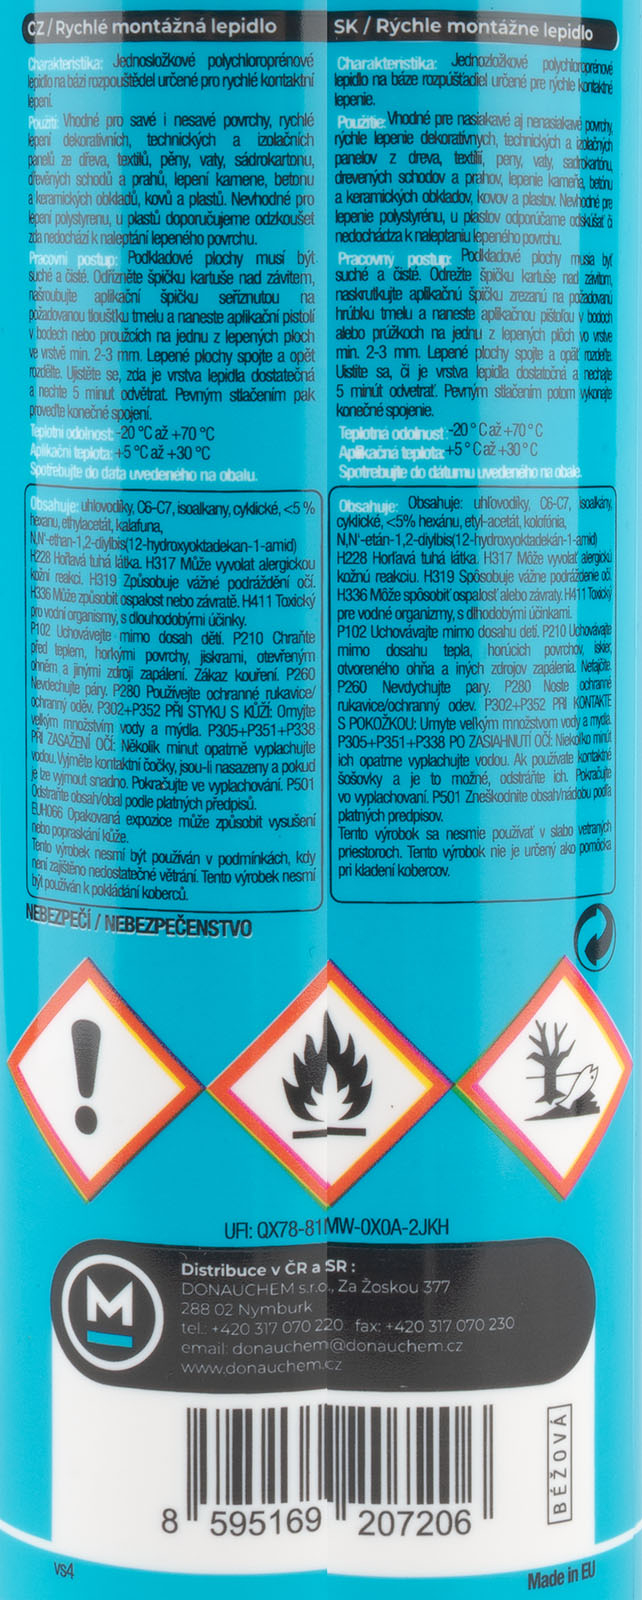 CZ / Rychlé montážná lepidlo
Charakteristika: Jednosložkové polychloroprénové
lepidlo na bázi rozpouštědel určené pro rychlé kontaktní
lepení.
Použití: Vhodné pro savé i nesavé povrchy, rychlé
lepení dekorativních, technických a izolačních
panelů ze dřeva, textilů, pěny, vaty, sádrokartonu,
dřevěných schodů a prahů, lepení kamene, betonu
a keramických obkladů, kovů a plastů. Nevhodné pro
lepení polystyrenu, u plastů doporučujeme odzkoušet
zda nedochází k naleptání lepeného povrchu.
Pracovní postup: Podkladové plochy musí být
suché a čisté. Odřízněte špičku kartuše nad závitem,
našroubujte aplikační špičku seříznutou na
požadovanou tloušťku tmelu a naneste aplikační pistolí
v bodech nebo proužcích na jednu z lepených ploch
ve vrstvě min. 2-3 mm. Lepené plochy spojte a opět
rozdělte. Ujistěte se, zda je vrstva lepidla dostatečná
a nechte 5 minut odvětrat. Pevným stlačením pak
proveďte konečné spojení.
Teplotní odolnost: -20 °C až +70 °C
Aplikační teplota: +5 °C až +30 °C
Spotřebujte do data uvedeného na obalu.
SK / Rýchle montážne lepidlo
Charakteristika: Jednozložkové polychloroprénové
lepidlo na báze rozpúšťadiel určené pre rýchle kontaktné
lepenie.
Použitie: Vhodné pre nasiakavé aj nenasiakavé povrchy,
rýchle lepenie dekoratívnych, technických a izolačných
panelov z dreva, textílií, peny, vaty, sadrokartónu,
drevených schodov a prahov, lepenie kameňa, betónu
a keramických obkladov, kovov a plastov. Nevhodné pre
lepenie polystyrénu, u plastov odporúčame odskúšať či
nedochádza k naleptaniu lepeného povrchu.
Pracovny postup: Podkladové plochy musia byť
suché a čisté. Odrežte špičku kartuše nad závitom,
naskrutkujte aplikačnú špičku zrezanú na požadovanú
hrúbku tmelu a naneste aplikačnou pištoľou v bodoch
alebo prúžkoch na jednu z lepených plôch vo vrstve
min. 2-3 mm. Lepené plochy spojte a opäť rozdeľte.
Uistite sa, či je vrstva lepidla dostatočná a nechajte
5 minút odvetrať. Pevným stlačením potom vykonajte
konečné spojenie.
Teplotná odolnosť: -20 ° C až +70 ° C
Aplikačná teplota: +5 ° C až +30 ° C
Spotrebujte do dátumu uvedeného na obale.
Obsahuje: uhlovodíky, C6-C7, isoalkany, cyklické, <5 %
hexanu, ethylacetát, kalafuna,
N,N‘-ethan-1,2-diylbis(12-hydroxyoktadekan-1-amid)
H228 Hořlavá tuhá látka. H317 Může vyvolat alergickou
kožní reakci. H319 Způsobuje vážné podráždění očí.
H336 Může způsobit ospalost nebo závratě. H411 Toxický
pro vodní organismy, s dlouhodobými účinky.
P102 Uchovávejte mimo dosah dětí. P210 Chraňte
před teplem, horkými povrchy, jiskrami, otevřeným
ohněm a jinými zdroji zapálení. Zákaz kouření. P260
Nevdechujte páry. P280 Používejte ochranné rukavice/
ochranný oděv. P302+P352 PŘI STYKU S KŮŽÍ: Omyjte
velkým množstvím vody a mýdla. P305+P351+P338
PŘI ZASAŽENÍ OČÍ: Několik minut opatrně vyplachujte
vodou. Vyjměte kontaktní čočky, jsou-li nasazeny a pokud
je lze vyjmout snadno. Pokračujte ve vyplachování. P501
Odstraňte obsah/obal podle platných předpisů.
EUH066 Opakovaná expozice může způsobit vysušení
nebo popraskání kůže.
Tento výrobek nesmí být používán v podmínkách, kdy
není zajištěno nedostatečné větrání. Tento výrobek nesmí
být používán k pokládání koberců.
Obsahuje: Obsahuje: uhľovodíky, C6-C7, isoalkány,
cyklické, <5% hexánu, etyl-acetát, kolofónia,
N,N‘-etán-1,2-diylbis(12-hydroxyoktadekan-1-amid)
H228 Horľavá tuhá látka. H317 Môže vyvolať alergickú
kožnú reakciu. H319 Spôsobuje vážne podráždenie očí.
H336 Môže spôsobiť ospalosť alebo závraty. H411 Toxický
pre vodné organizmy, s dlhodobými účinkami.
P102 Uchovávajte mimo dosahu detí. P210 Uchovávajte
mimo dosahu tepla, horúcich povrchov, iskier,
otvoreného ohňa a iných zdrojov zapálenia. Nefajčite.
P260 Nevdychujte pary. P280 Noste ochranné
rukavice/ochranný odev. P302+P352 PRI KONTAKTE
S POKOŽKOU: Umyte veľkým množstvom vody a mydla.
P305+P351+P338 PO ZASIAHNUTÍ OČÍ: Niekoľko minút
ich opatrne vyplachujte vodou. Ak používate kontaktné
šošovky a je to možné, odstráňte ich. Pokračujte
vo vyplachovaní. P501 Zneškodnite obsah/nádobu podľa
platných predpisov.
Tento výrobok sa nesmie používať v slabo vetraných
priestoroch. Tento výrobok nie je určený ako pomôcka
pri kladení kobercov.
NEBEZPEČÍ / NEBEZPEČENSTVO
UFI: QX78-81MW-0X0A-2JKH
M
Distribuce v ČR a SR :
DONAUCHEM s.r.o., Za Žoskou 377
288 02 Nymburk
tel.: +420 317 070 220 fax: +420 317 070 230
email: donauchem@donauchem.cz
www.donauchem.cz
BÉŽOVÁ
8 595169 207206
vs4
Made in EU